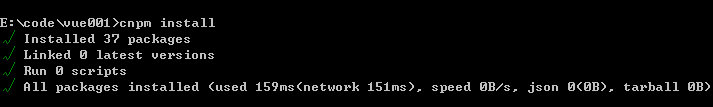 E:\code\vue001>cnpm install
√ Installed 37 packages
√ Linked 0 latest versions
√ Run 0 scripts
√ All packages installed (used 159ms(network 151ms), speed 0B/s, json 0(0B), tarball 0B)